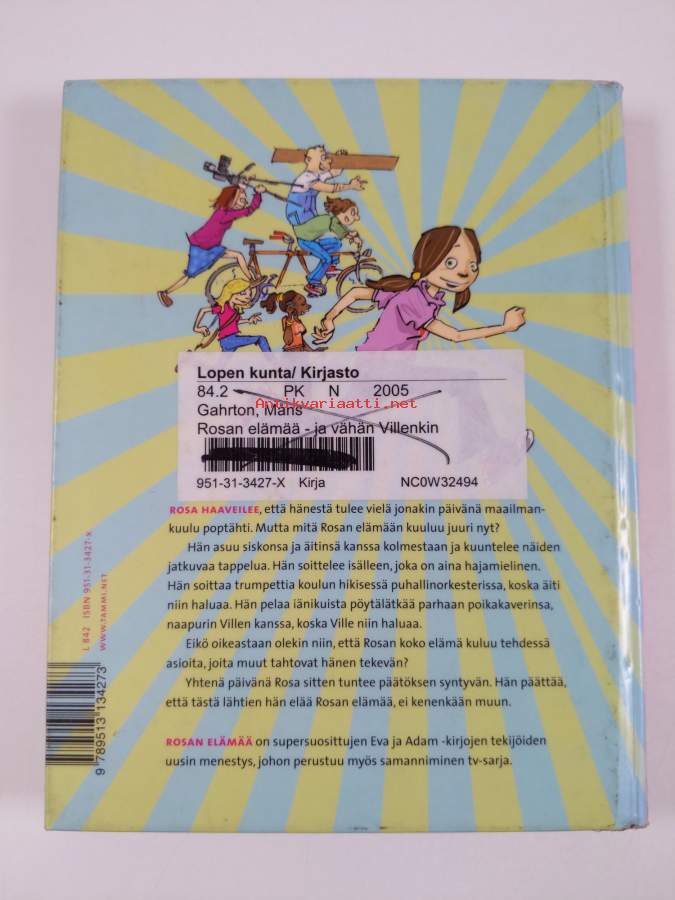 Lopen kunta/ Kirjasto
84.2 PK N 2005
Antikvariaatti.net
Gahrton, Måns
Rosan elämää - ja vähän Villenkin
951-31-3427-X Kirja NC0W32494
ROSA HAAVEILEE, että hänestä tulee vielä jonakin päivänä maailman-
kuulu poptähti. Mutta mitä Rosan elämään kuuluu juuri nyt?
Hän asuu siskonsa ja äitinsä kanssa kolmestaan ja kuuntelee näiden
jatkuvaa tappelua. Hän soittelee isälleen, joka on aina hajamielinen.
Hän soittaa trumpettia koulun hikisessä puhallinorkesterissa, koska äiti
niin haluaa. Hän pelaa iänikuista pöytälätkää parhaan poikakaverinsa,
naapurin Villen kanssa, koska Ville niin haluaa.
Eikö oikeastaan olekin niin, että Rosan koko elämä kuluu tehdessä
asioita, joita muut tahtovat hänen tekevän?
Yhtenä päivänä Rosa sitten tuntee päätöksen syntyvän. Hän päättää,
että tästä lähtien hän elää Rosan elämää, ei kenenkään muun.
ROSAN ELÄMÄÄ on supersuosittujen Eva ja Adam -kirjojen tekijöiden
uusin menestys, johon perustuu myös samanniminen tv-sarja.
L 842 ISBN 951-31-3427-X
WWW.TAMMI.NET
9 789513 134273